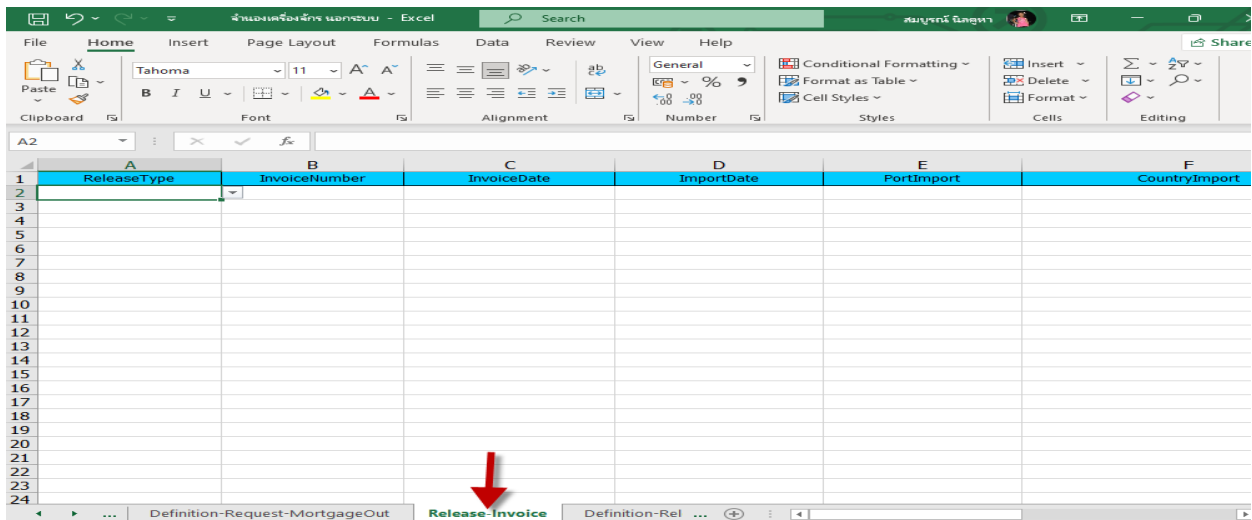 จำนองเครื่องจักร นอกระบบ - Excel Search สมบูรณ์ นิลคูหา
File Home Insert Page Layout Formulas Data Review View Help Share
Paste Tahoma 11 A A ab General Conditional Formatting Insert
B I U A % 9 Format as Table Delete
Cell Styles Format
Clipboard Font Alignment Number Styles Cells Editing
A2 fx
A B C D E F
1 ReleaseType InvoiceNumber InvoiceDate ImportDate PortImport CountryImport
2
3
4
5
6
7
8
9
10
11
12
13
14
15
16
17
18
19
20
21
22
23
24
... Definition-Request-MortgageOut Release-Invoice Definition-Rel ...